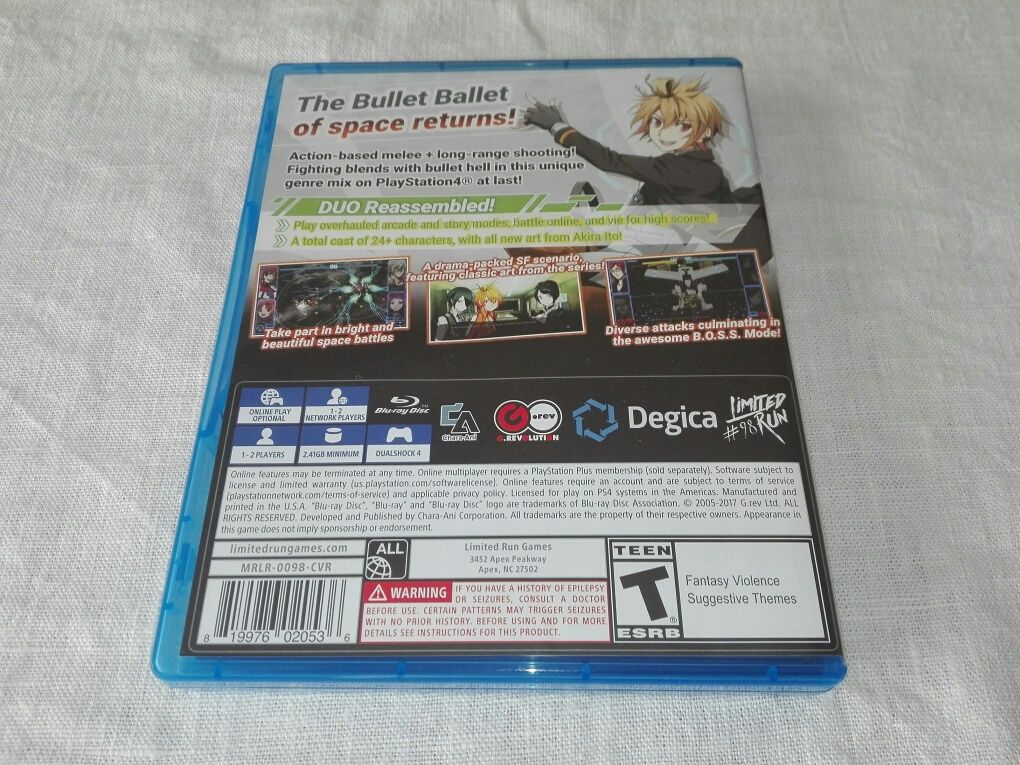 The Bullet Ballet
of space returns!
Action-based melee + long-range shooting!
Fighting blends with bullet hell in this unique
genre mix on PlayStation4® at last!
DUO Reassembled!
Play overhauled arcade and story modes, battle online, and vie for high scores!
A total cast of 24+ characters, with all new art from Akira Ito!
Take part in bright and
beautiful space battles
A drama-packed SF scenario,
featuring classic art from the series!
Diverse attacks culminating in
the awesome B.O.S.S. Mode!
ONLINE PLAY
OPTIONAL
1 - 2
NETWORK PLAYERS
1 - 2 PLAYERS
2.41GB MINIMUM
DUALSHOCK 4
Blu-ray Disc™
CA
Chara-Ani
G.rev
G.REVOLUTION
Degica
LIMITED
RUN
#98
Online features may be terminated at any time. Online multiplayer requires a PlayStation Plus membership (sold separately). Software subject to
license and limited warranty (us.playstation.com/softwarelicense). Online features require an account and are subject to terms of service
(playstationnetwork.com/terms-of-service) and applicable privacy policy. Licensed for play on PS4 systems in the Americas. Manufactured and
printed in the U.S.A. "Blu-ray Disc", "Blu-ray" and "Blu-ray Disc" logo are trademarks of Blu-ray Disc Association. © 2005-2017 G.rev Ltd. ALL
RIGHTS RESERVED. Developed and Published by Chara-Ani Corporation. All trademarks are the property of their respective owners. Appearance in
this game does not imply sponsorship or endorsement.
limitedrungames.com
MRLR-0098-CVR
8 19976 02053 6
ALL
Limited Run Games
3452 Apex Peakway
Apex, NC 27502
WARNING IF YOU HAVE A HISTORY OF EPILEPSY
OR SEIZURES, CONSULT A DOCTOR
BEFORE USE. CERTAIN PATTERNS MAY TRIGGER SEIZURES
WITH NO PRIOR HISTORY. BEFORE USING AND FOR MORE
DETAILS SEE INSTRUCTIONS FOR THIS PRODUCT.
TEEN
T
®
ESRB
Fantasy Violence
Suggestive Themes